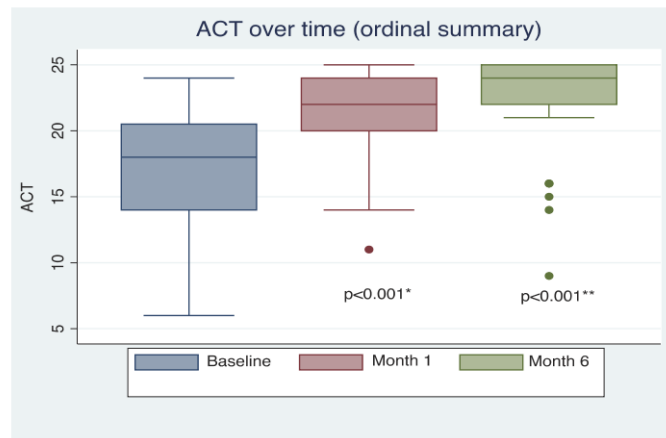 ACT over time (ordinal summary)
25
20
15
10
5
ACT
p<0.001*
p<0.001**
Baseline
Month 1
Month 6